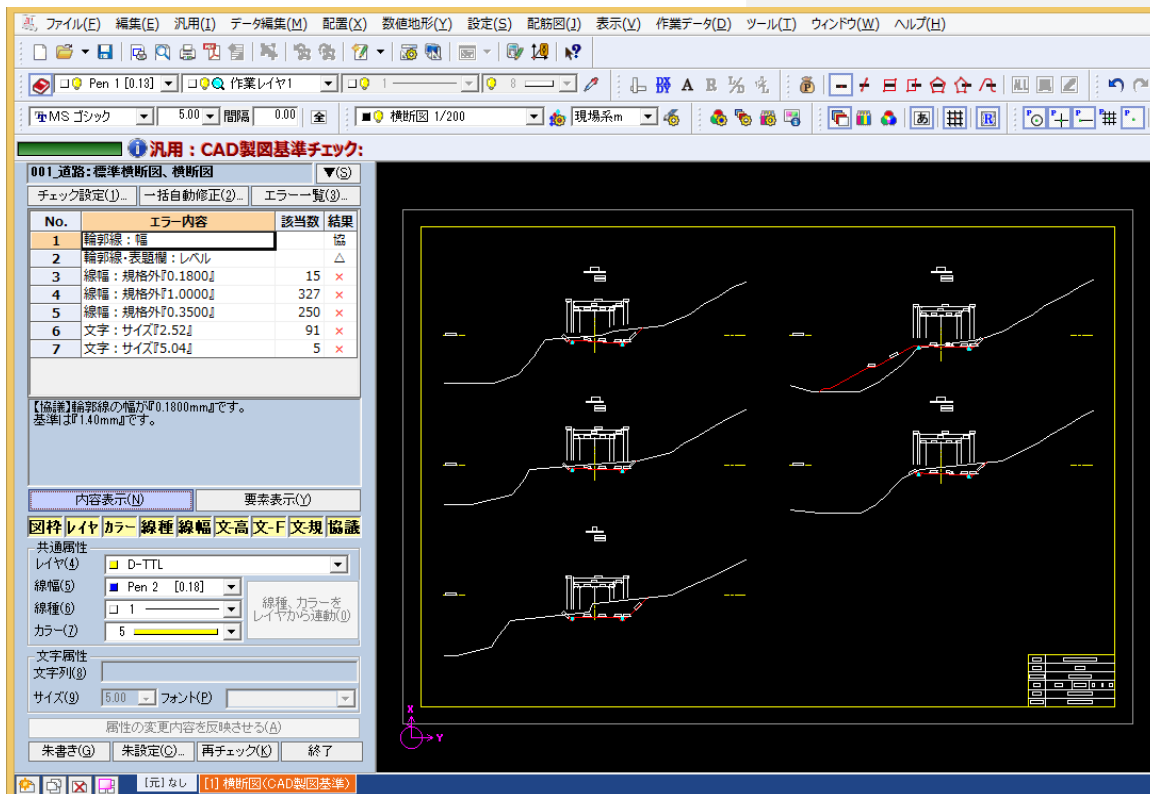 ファイル(F) 編集(E) 汎用(I) データ編集(M) 配置(X) 数値地形(Y) 設定(S) 配筋図(J) 表示(V) 作業データ(D) ツール(T) ウィンドウ(W) ヘルプ(H)
Pen 1 [0.13] 作業レイヤ1 1 8
MS ゴシック 5.00 間隔 0.00 全 横断図 1/200 現場系m
汎用：CAD製図基準チェック:
001_道路:標準横断図、横断図 ▼(S)
チェック設定(1)... 一括自動修正(2)... エラー一覧(3)...
No. エラー内容 該当数 結果
1 輪郭線：幅 協
2 輪郭線・表題欄：レベル △
3 線幅：規格外『0.1800』 15 ×
4 線幅：規格外『1.0000』 327 ×
5 線幅：規格外『0.3500』 250 ×
6 文字：サイズ『2.52』 91 ×
7 文字：サイズ『5.04』 5 ×
【協議】輪郭線の幅が『0.1800mm』です。
基準は『1.40mm』です。
内容表示(N) 要素表示(Y)
図枠 レイヤ カラー 線種 線幅 文-高 文-F 文-規 協議
共通属性
レイヤ(4) D-TTL
線幅(5) Pen 2 [0.18]
線種(6) 1
カラー(7) 5
線種、カラーを
レイヤから連動(0)
文字属性
文字列(8)
サイズ(9) 5.00 フォント(P)
属性の変更内容を反映させる(A)
朱書き(G) 朱設定(C)... 再チェック(K) 終了
X
Y
[元] なし [1] 横断図(CAD製図基準)